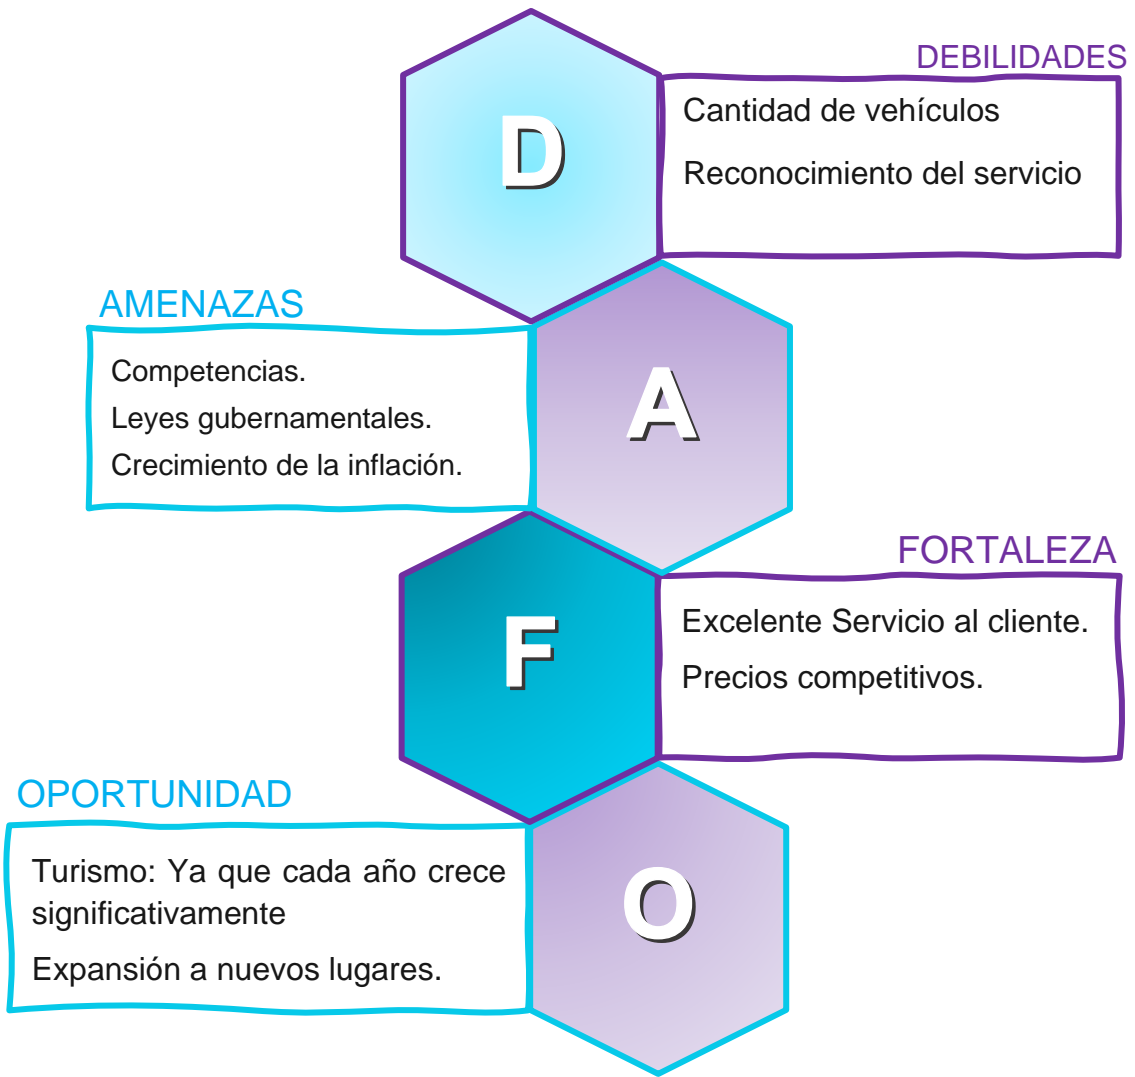 DEBILIDADES
D
Cantidad de vehículos
Reconocimiento del servicio
AMENAZAS
Competencias.
Leyes gubernamentales.
Crecimiento de la inflación.
A
FORTALEZA
F
Excelente Servicio al cliente.
Precios competitivos.
OPORTUNIDAD
Turismo: Ya que cada año crece
significativamente
Expansión a nuevos lugares.
O